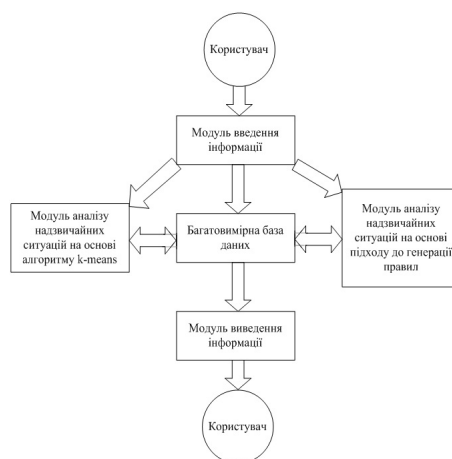 Користувач
Модуль введення
інформації
Модуль аналізу
надзвичайних
ситуацій на основі
алгоритму k-means
Багатовимірна база
даних
Модуль аналізу
надзвичайних
ситуацій на основі
підходу до генерації
правил
Модуль виведення
інформації
Користувач